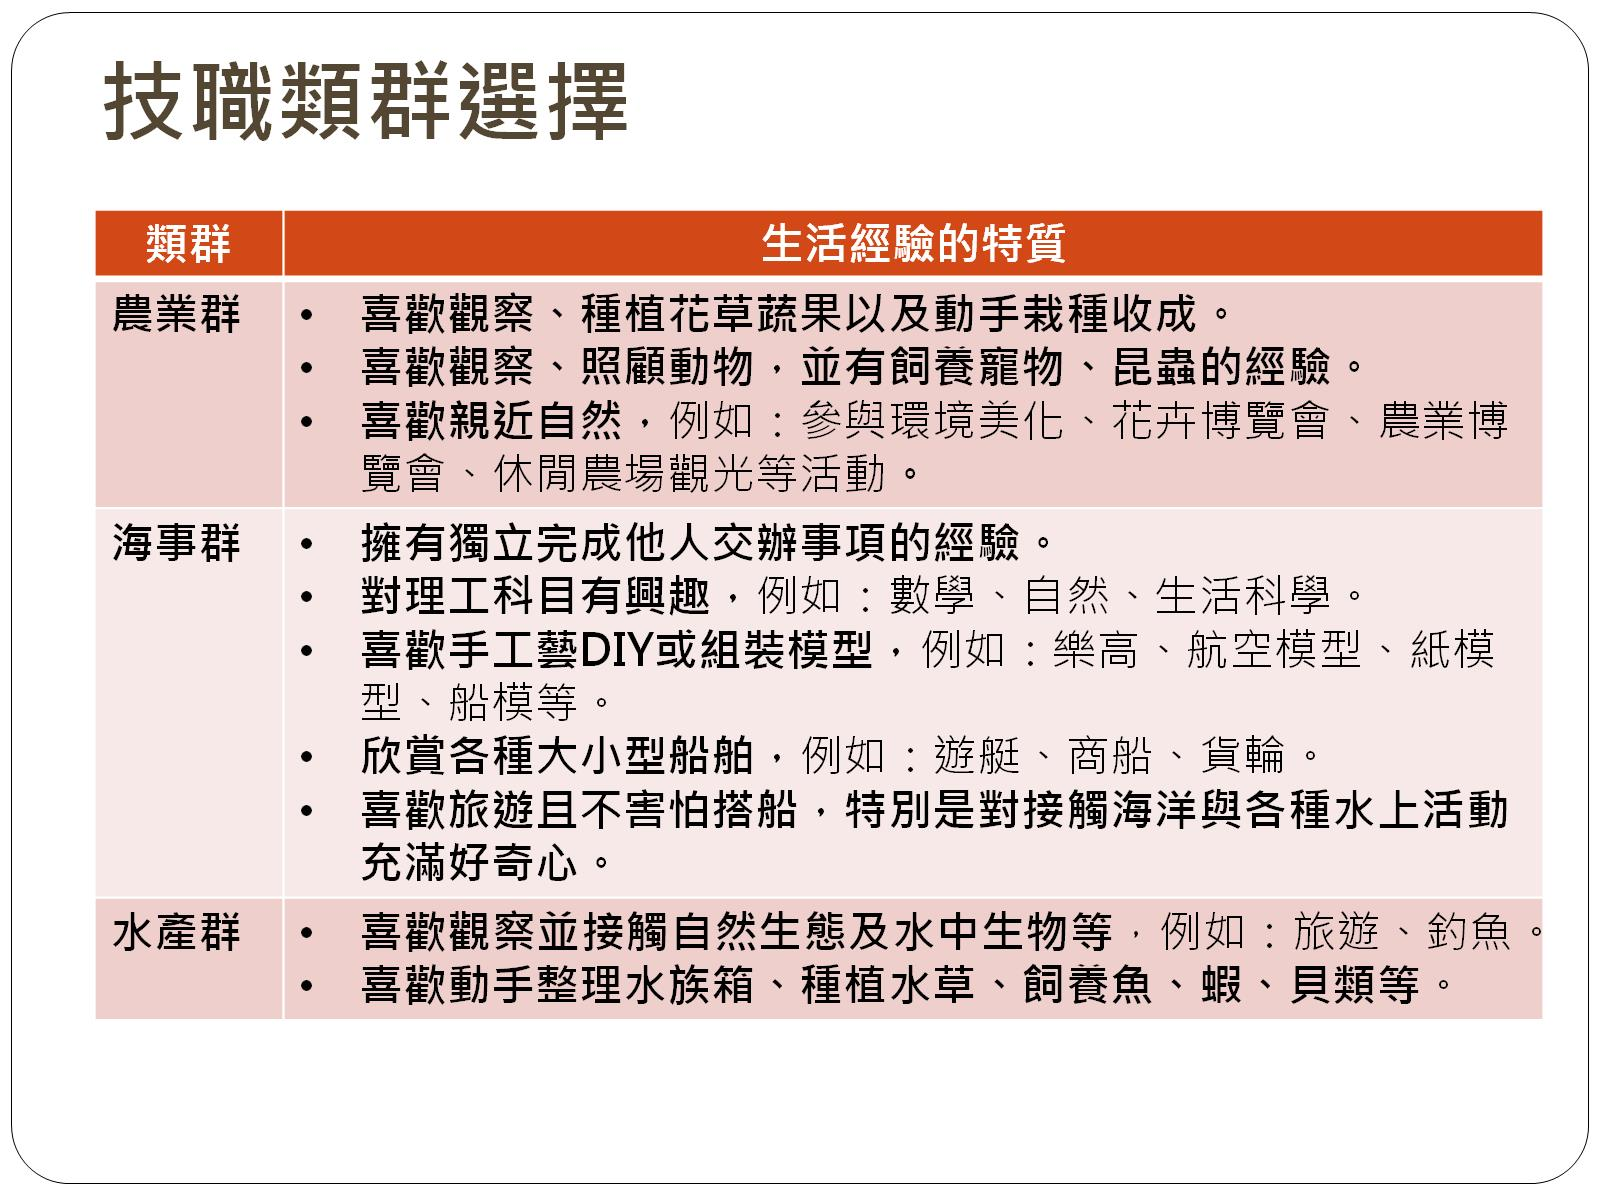 技職類群選擇
類群
生活經驗的特質
農業群
• 喜歡觀察、種植花草蔬果以及動手栽種收成。
• 喜歡觀察、照顧動物，並有飼養寵物、昆蟲的經驗。
• 喜歡親近自然，例如：參與環境美化、花卉博覽會、農業博
覽會、休閒農場觀光等活動。
海事群
• 擁有獨立完成他人交辦事項的經驗。
• 對理工科目有興趣，例如：數學、自然、生活科學。
• 喜歡手工藝DIY或組裝模型，例如：樂高、航空模型、紙模
型、船模等。
• 欣賞各種大小型船舶，例如：遊艇、商船、貨輪。
• 喜歡旅遊且不害怕搭船，特別是對接觸海洋與各種水上活動
充滿好奇心。
水產群
• 喜歡觀察並接觸自然生態及水中生物等，例如：旅遊、釣魚。
• 喜歡動手整理水族箱、種植水草、飼養魚、蝦、貝類等。